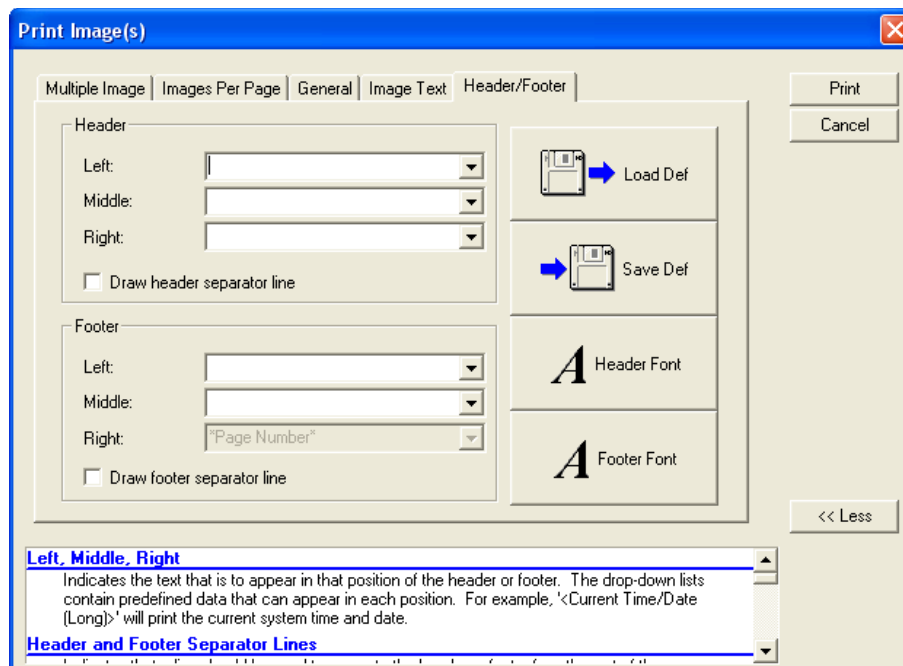 Print Image(s)
Multiple Image Images Per Page General Image Text Header/Footer
Print
Cancel
Header
Left:
Middle:
Right:
Draw header separator line
Load Def
Save Def
Footer
Left:
Middle:
Right: *Page Number*
Draw footer separator line
A Header Font
A Footer Font
<< Less
Left, Middle, Right
Indicates the text that is to appear in that position of the header or footer. The drop-down lists
contain predefined data that can appear in each position. For example, '<Current Time/Date
(Long)>' will print the current system time and date.
Header and Footer Separator Lines